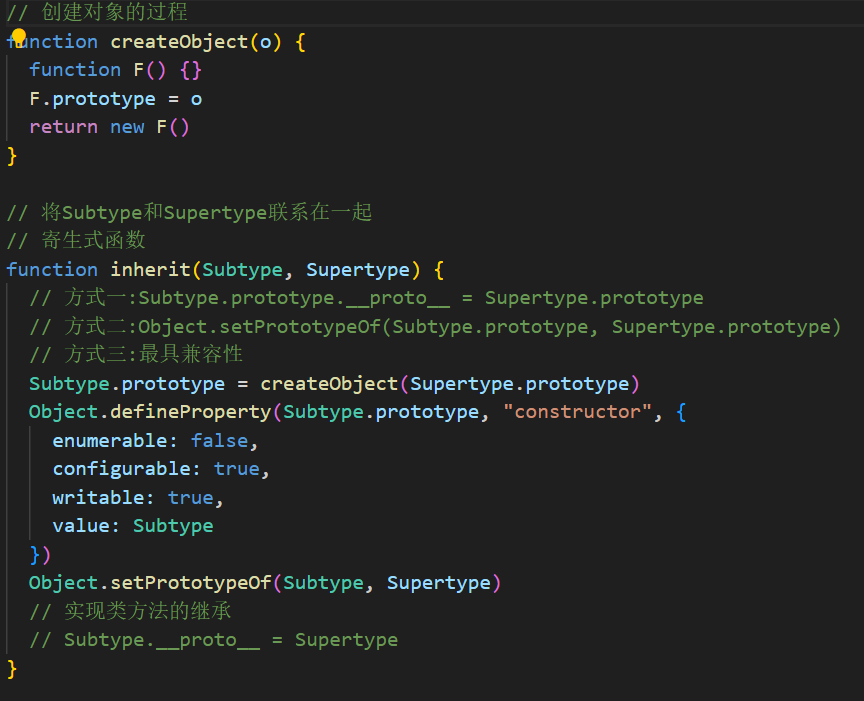 // 创建对象的过程
function createObject(o) {
  function F() {}
  F.prototype = o
  return new F()
}

// 将Subtype和Supertype联系在一起
// 寄生式函数
function inherit(Subtype, Supertype) {
  // 方式一:Subtype.prototype.__proto__ = Supertype.prototype
  // 方式二:Object.setPrototypeOf(Subtype.prototype, Supertype.prototype)
  // 方式三:最具兼容性
  Subtype.prototype = createObject(Supertype.prototype)
  Object.defineProperty(Subtype.prototype, "constructor", {
    enumerable: false,
    configurable: true,
    writable: true,
    value: Subtype
  })
  Object.setPrototypeOf(Subtype, Supertype)
  // 实现类方法的继承
  // Subtype.__proto__ = Supertype
}